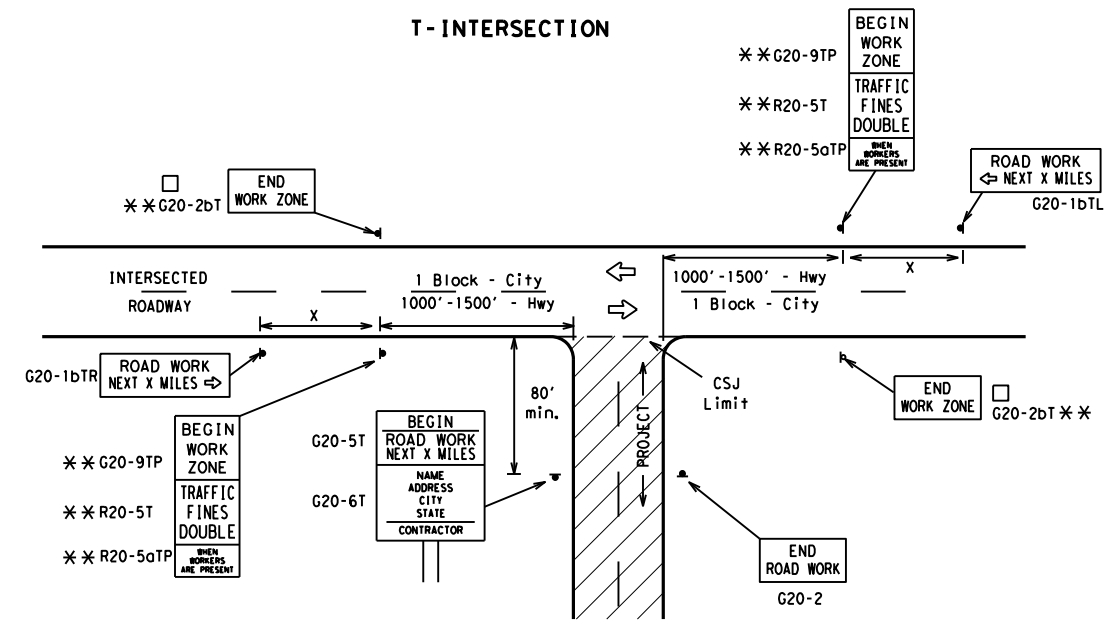 T-INTERSECTION
BEGIN
WORK
ZONE
** G20-9TP
TRAFFIC
FINES
DOUBLE
** R20-5T
WHEN
WORKERS
ARE PRESENT
** R20-5aTP
ROAD WORK
⇦ NEXT X MILES
G20-1bTL
END
WORK ZONE
□
** G20-2bT
INTERSECTED
ROADWAY
1 Block - City
1000' -1500' - Hwy
1000' -1500' - Hwy
1 Block - City
X
X
ROAD WORK
NEXT X MILES ⇨
G20-1bTR
80'
min.
CSJ
Limit
PROJECT
END
WORK ZONE
□
G20-2bT **
BEGIN
ROAD WORK
NEXT X MILES
G20-5T
NAME
ADDRESS
CITY
STATE
CONTRACTOR
G20-6T
BEGIN
WORK
ZONE
** G20-9TP
TRAFFIC
FINES
DOUBLE
** R20-5T
WHEN
WORKERS
ARE PRESENT
** R20-5aTP
END
ROAD WORK
G20-2